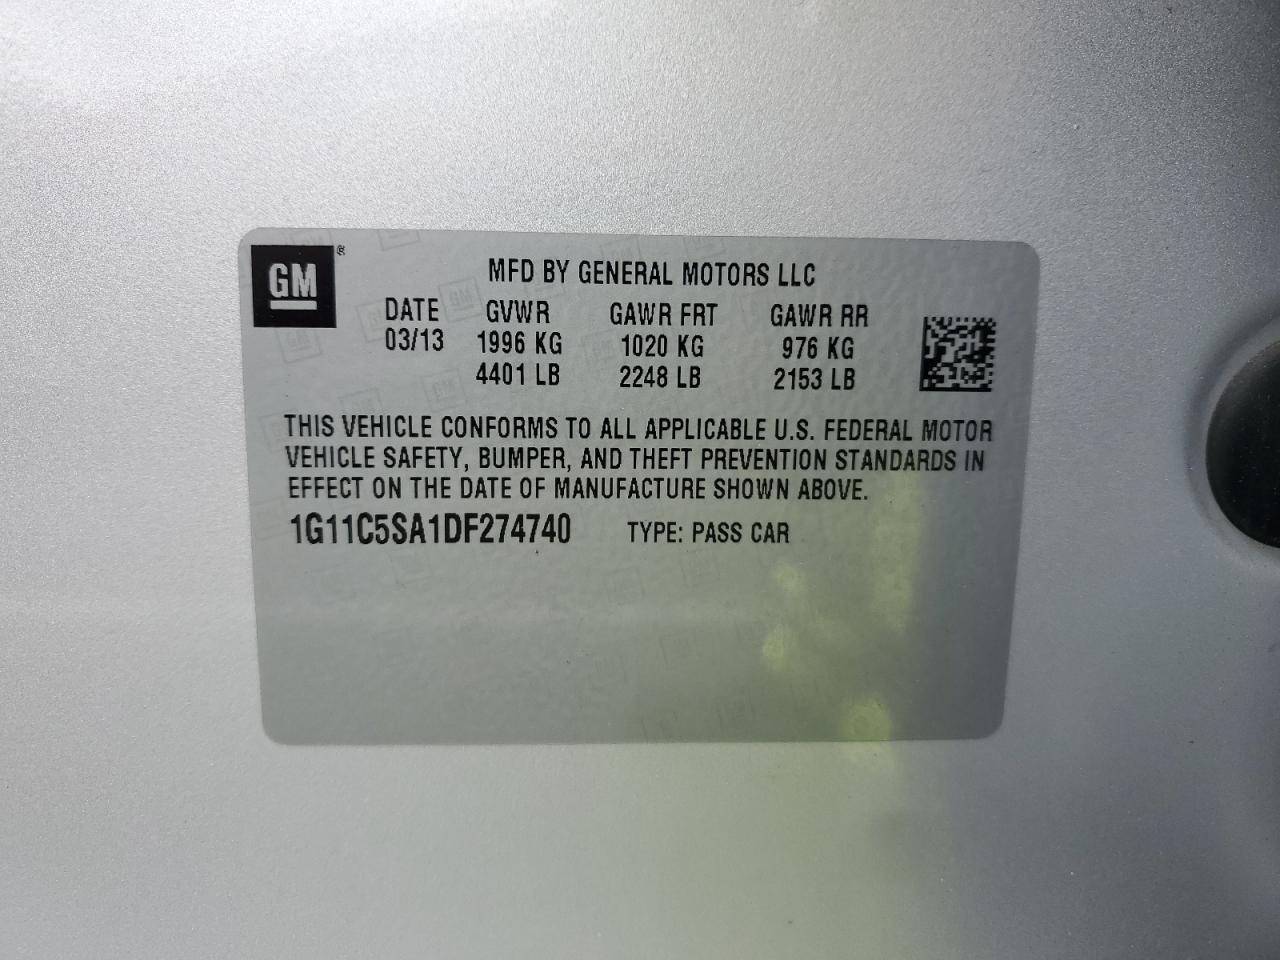 GM ®
MFD BY GENERAL MOTORS LLC
DATE GVWR GAWR FRT GAWR RR
03/13 1996 KG 1020 KG 976 KG
4401 LB 2248 LB 2153 LB
THIS VEHICLE CONFORMS TO ALL APPLICABLE U.S. FEDERAL MOTOR
VEHICLE SAFETY, BUMPER, AND THEFT PREVENTION STANDARDS IN
EFFECT ON THE DATE OF MANUFACTURE SHOWN ABOVE.
1G11C5SA1DF274740 TYPE: PASS CAR